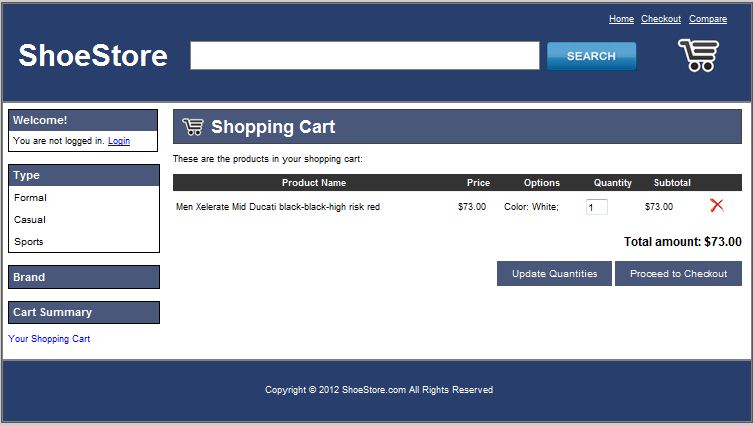 Home Checkout Compare
ShoeStore
SEARCH
Welcome!
You are not logged in. Login
Type
Formal
Casual
Sports
Brand
Cart Summary
Your Shopping Cart
Shopping Cart
These are the products in your shopping cart:
Product Name Price Options Quantity Subtotal
Men Xelerate Mid Ducati black-black-high risk red $73.00 Color: White; 1 $73.00
Total amount: $73.00
Update Quantities Proceed to Checkout
Copyright © 2012 ShoeStore.com All Rights Reserved